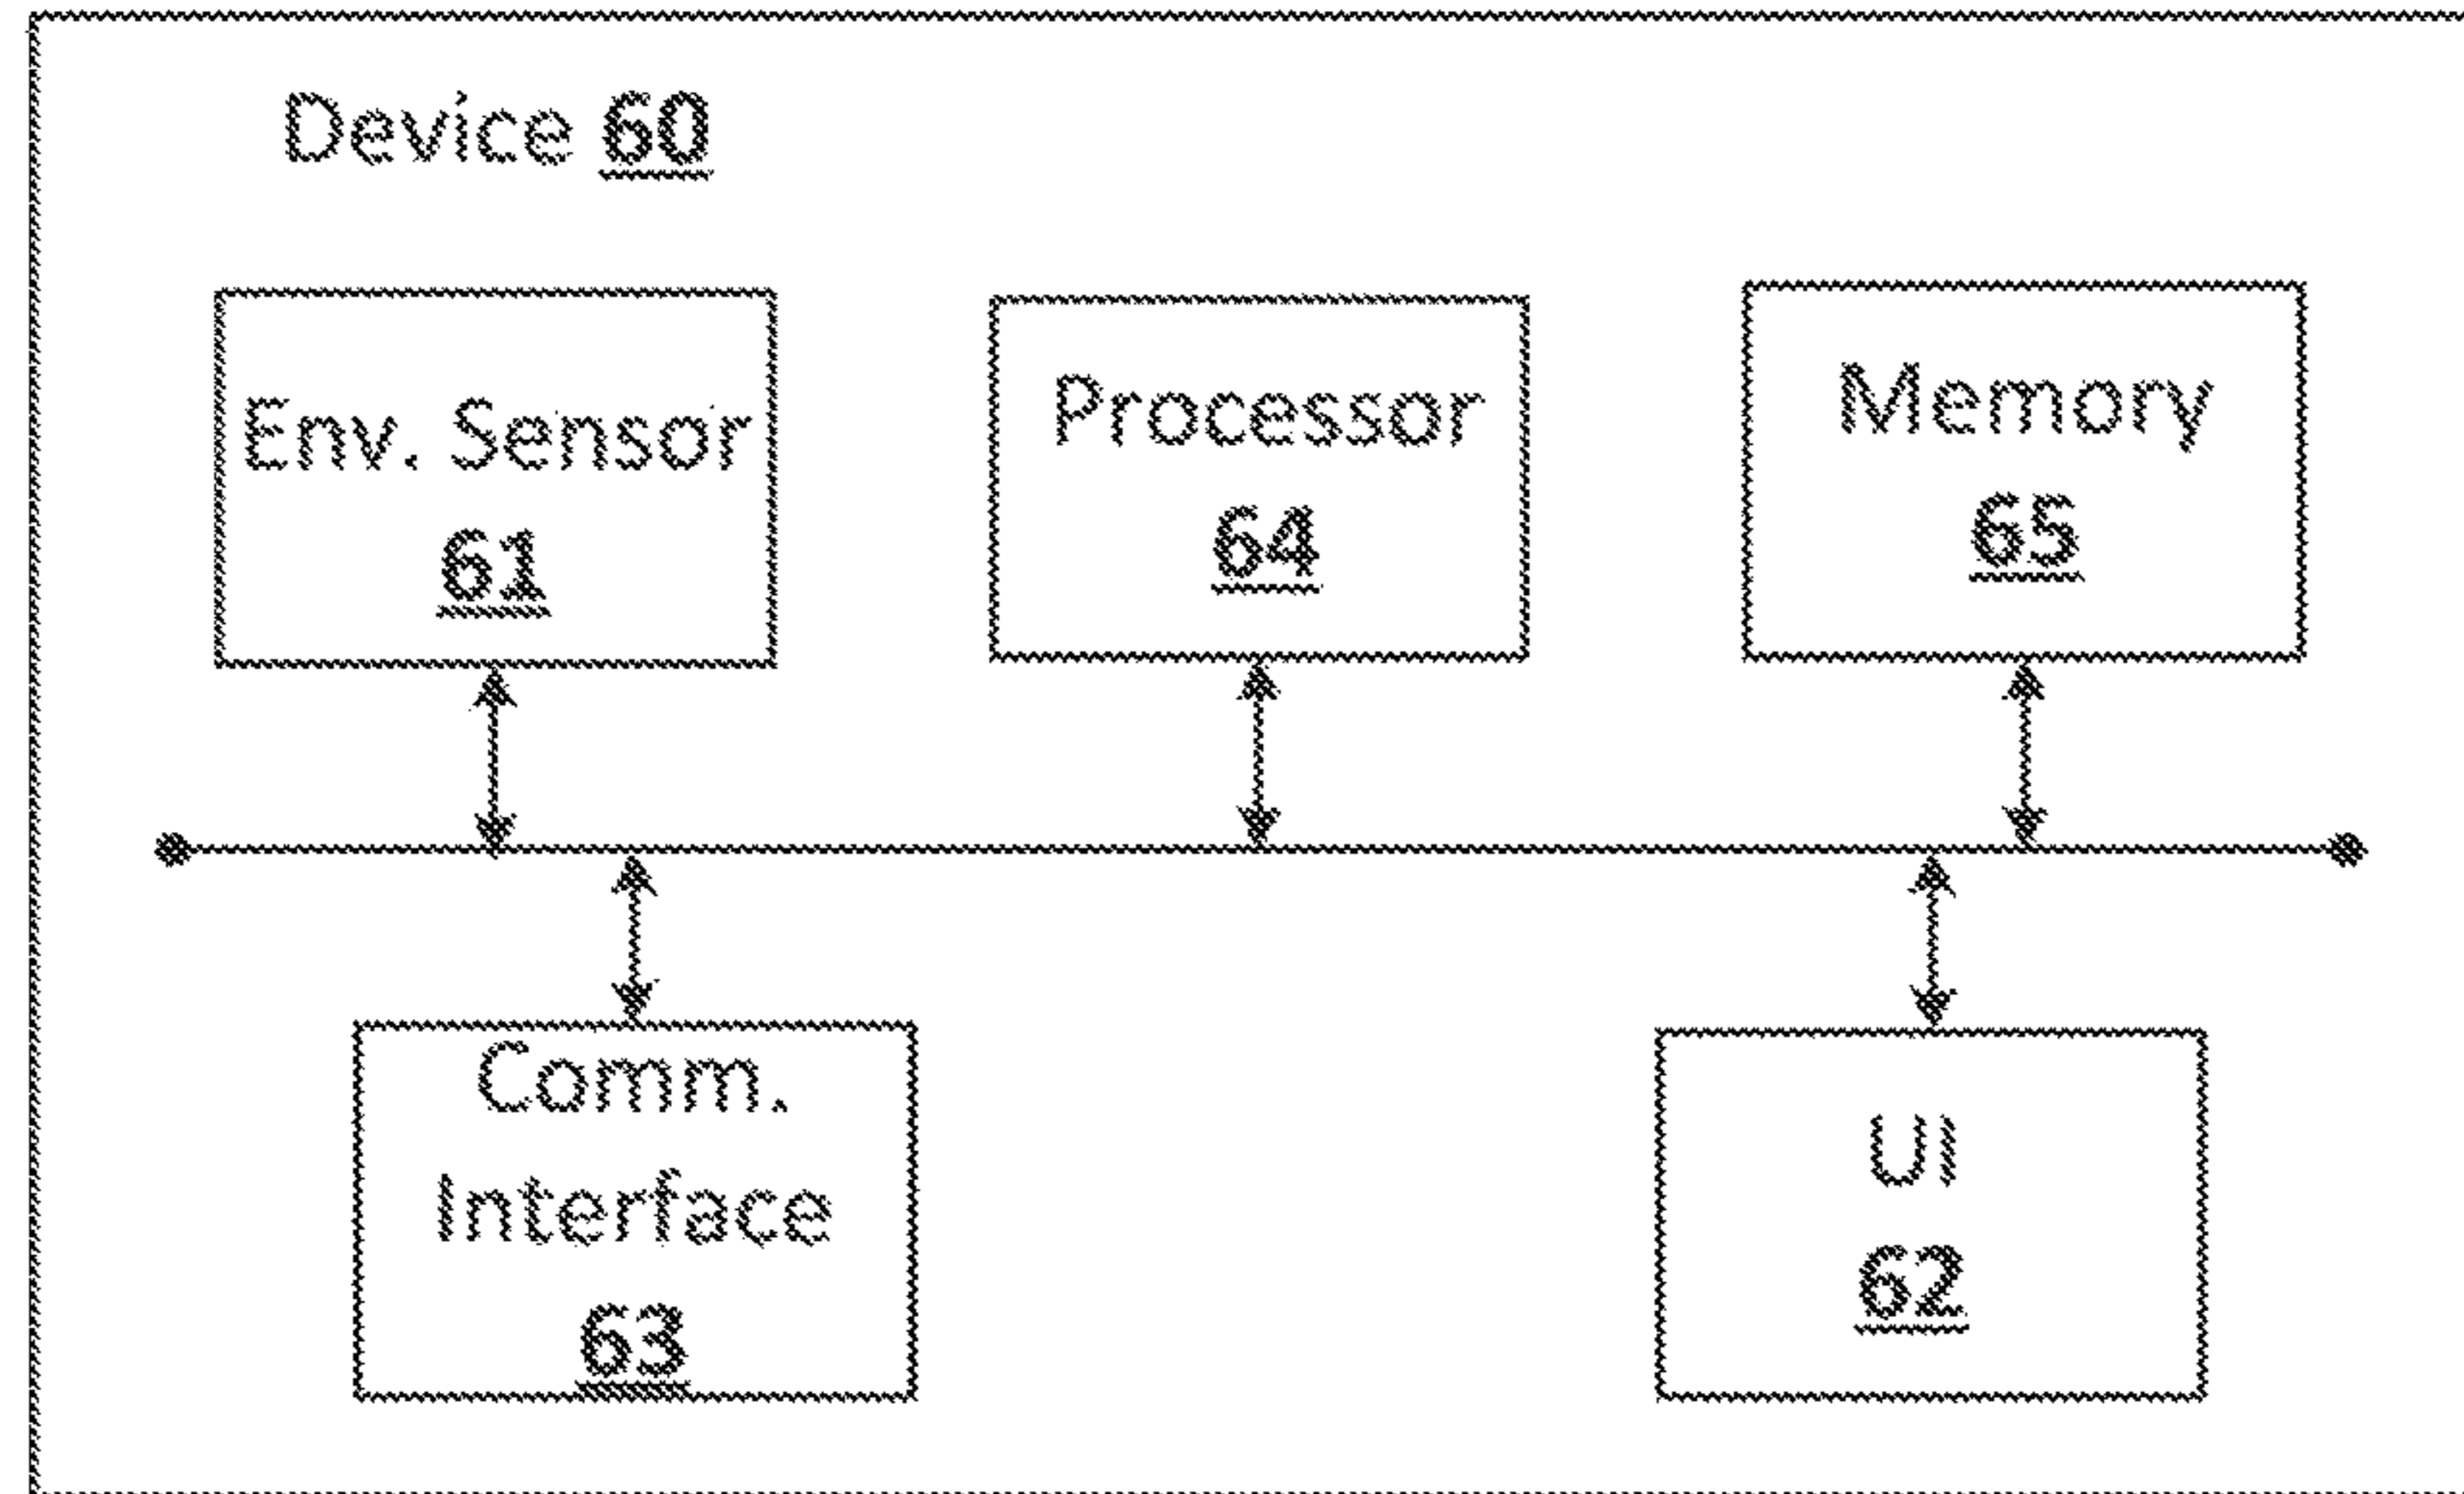 Device 60
Env. Sensor
61
Processor
64
Memory
65
Comm.
Interface
63
UI
62